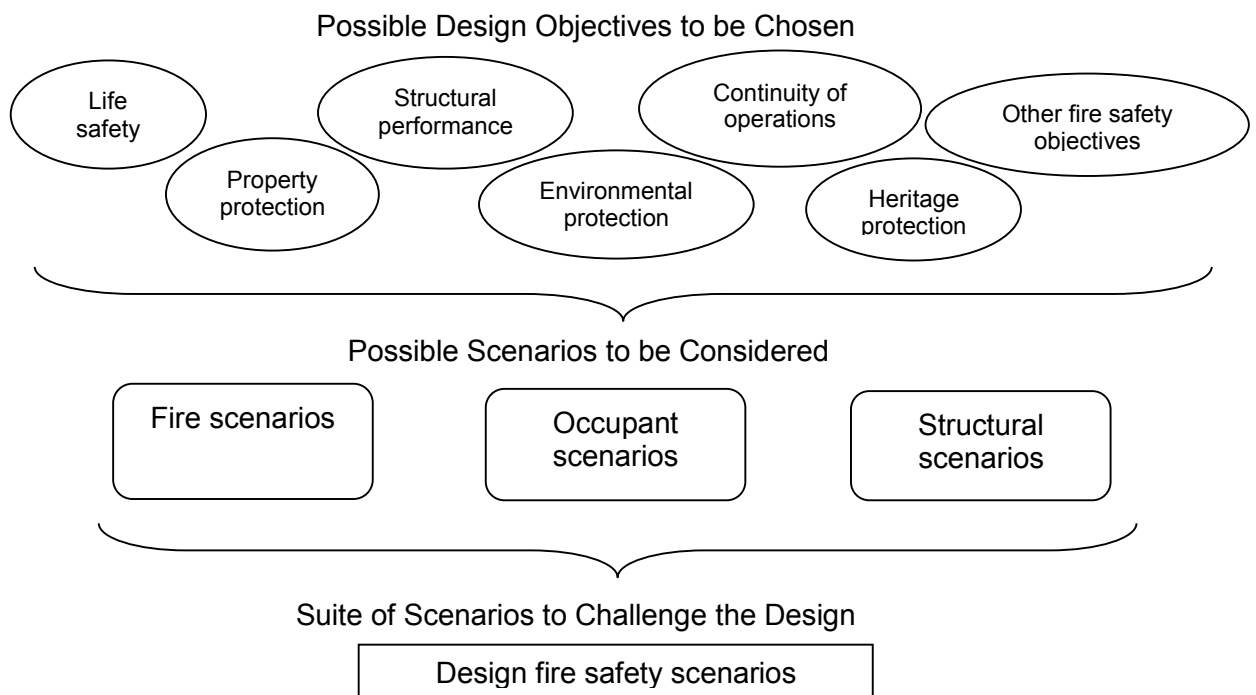 Possible Design Objectives to be Chosen
Life
safety
Structural
performance
Continuity of
operations
Other fire safety
objectives
Property
protection
Environmental
protection
Heritage
protection
Possible Scenarios to be Considered
Fire scenarios
Occupant
scenarios
Structural
scenarios
Suite of Scenarios to Challenge the Design
Design fire safety scenarios